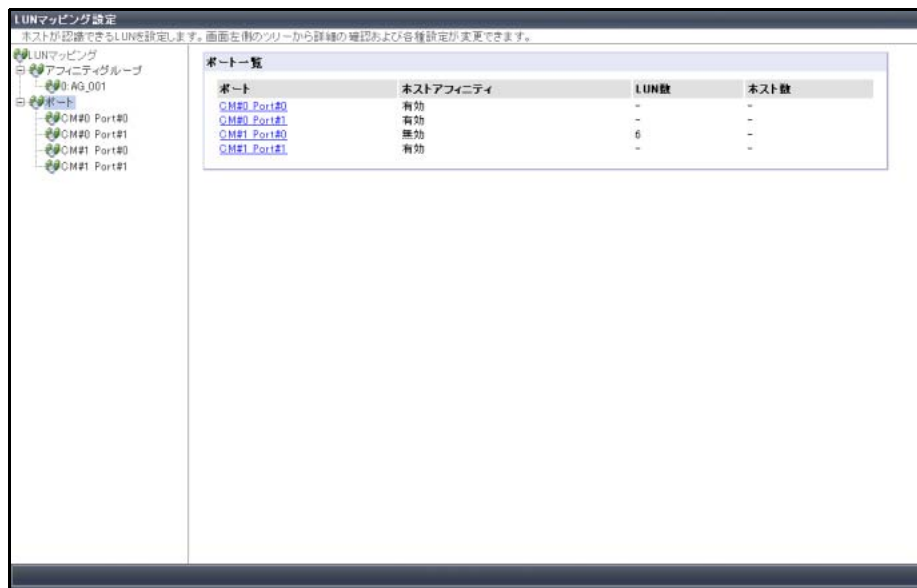 LUNマッピング設定
ホストが認識できるLUNを設定します。画面左側のツリーから詳細の確認および各種設定が変更できます。
LUNマッピング
アフィニティグループ
0: AG_001
ポート
CM#0 Port#0
CM#0 Port#1
CM#1 Port#0
CM#1 Port#1
ポート一覧
ポート ホストアフィニティ LUN数 ホスト数
CM#0 Port#0 有効 - -
CM#0 Port#1 有効 - -
CM#1 Port#0 無効 6 -
CM#1 Port#1 有効 - -